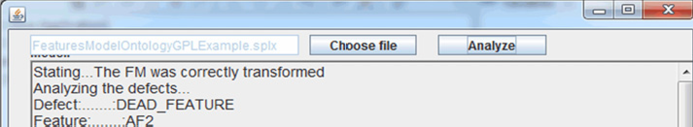 FeaturesModelOntologyGPLExample.splx Choose file Analyze
Stating...The FM was correctly transformed
Analyzing the defects...
Defect:.......:DEAD_FEATURE
Feature:.......:AF2